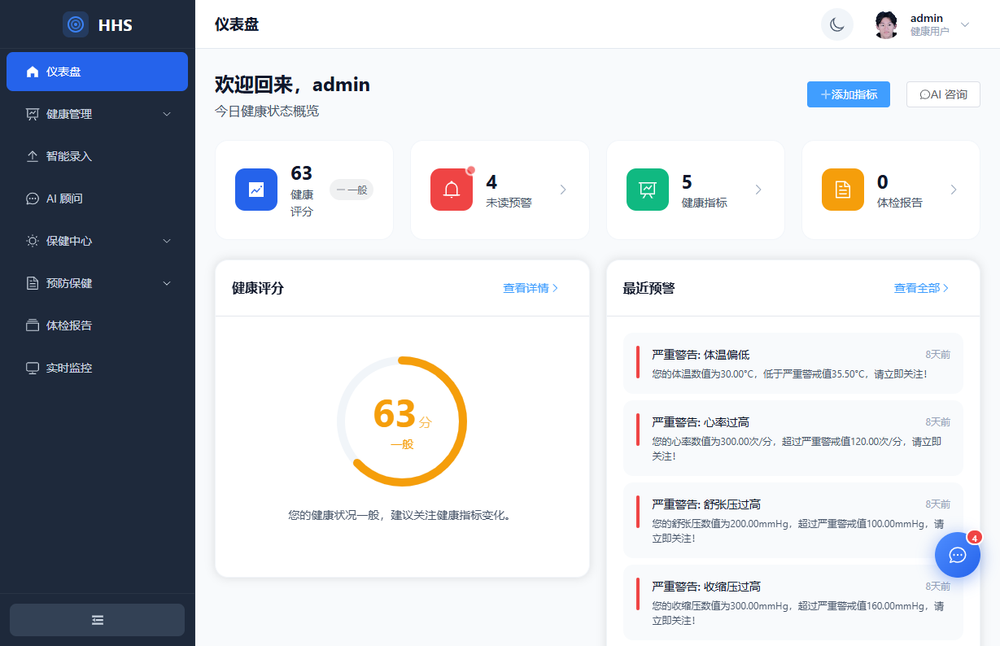 HHS
仪表盘
健康管理
智能录入
AI 顾问
保健中心
预防保健
体检报告
实时监控
仪表盘
admin
健康用户
欢迎回来，admin
今日健康状态概览
添加指标
AI 咨询
63
健康
评分
一般
4
未读预警
5
健康指标
0
体检报告
健康评分
查看详情
63分
一般
您的健康状况一般，建议关注健康指标变化。
最近预警
查看全部
严重警告: 体温偏低
8天前
您的体温数值为30.00°C，低于严重警戒值35.50°C，请立即关注！
严重警告: 心率过高
8天前
您的心率数值为300.00次/分，超过严重警戒值120.00次/分，请立即
关注！
严重警告: 舒张压过高
8天前
您的舒张压数值为200.00mmHg，超过严重警戒值100.00mmHg，请
立即关注！
4
严重警告: 收缩压过高
8天前
您的收缩压数值为300.00mmHg，超过严重警戒值160.00mmHg，请
立即关注！